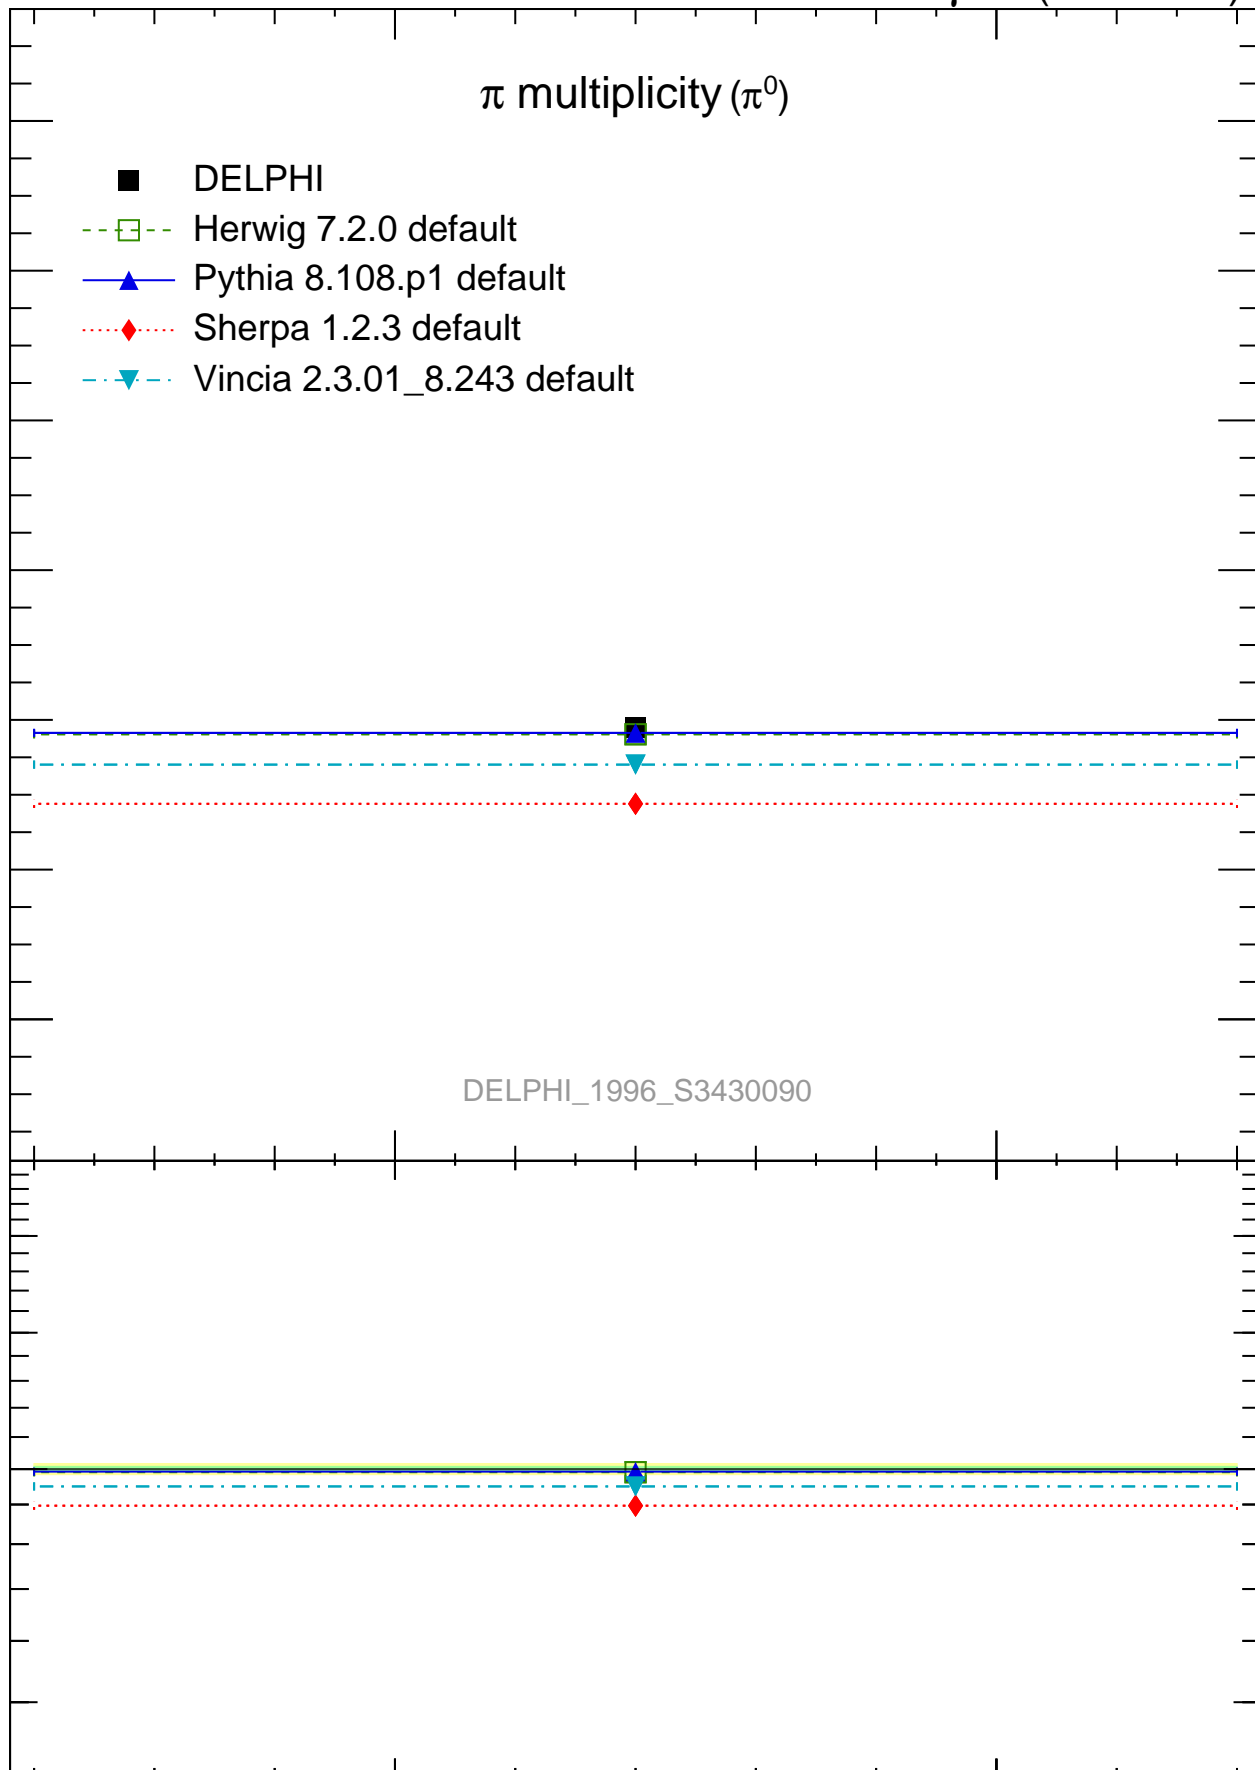 π multiplicity (π⁰)
DELPHI
Herwig 7.2.0 default
Pythia 8.108.p1 default
Sherpa 1.2.3 default
Vincia 2.3.01_8.243 default
DELPHI_1996_S3430090